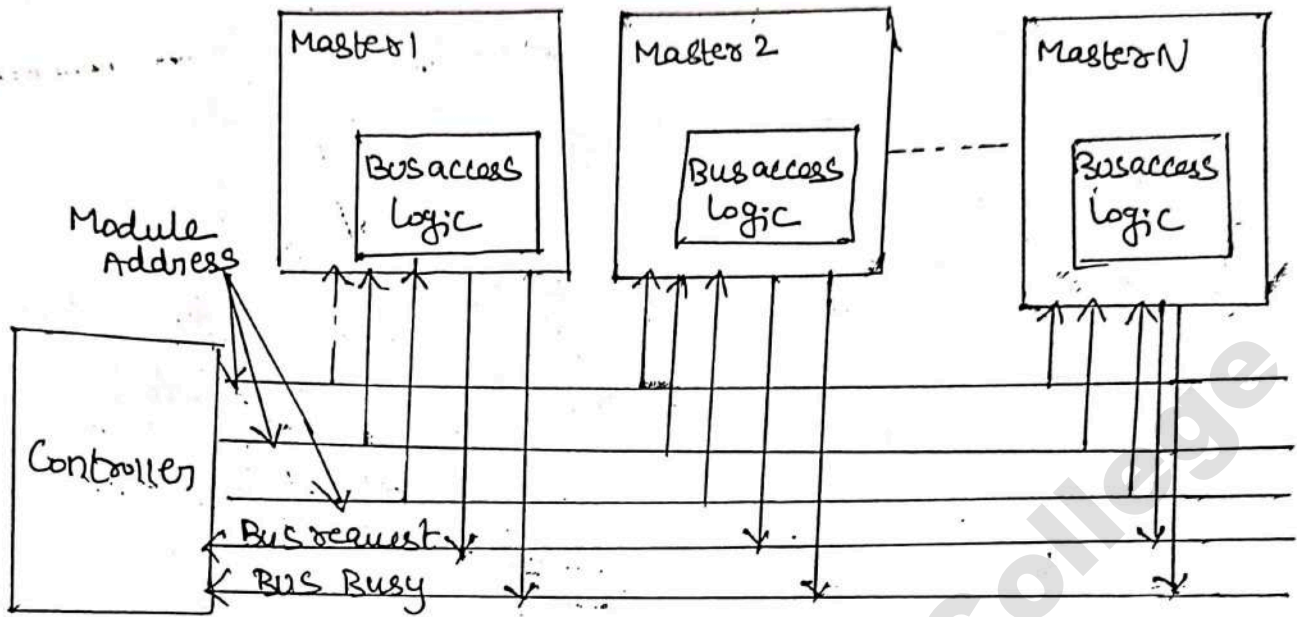 Master 1
Master 2
Master N
Bus access
Logic
Bus access
Logic
Bus access
Logic
Module
Address
Controller
Bus request
Bus Busy
College